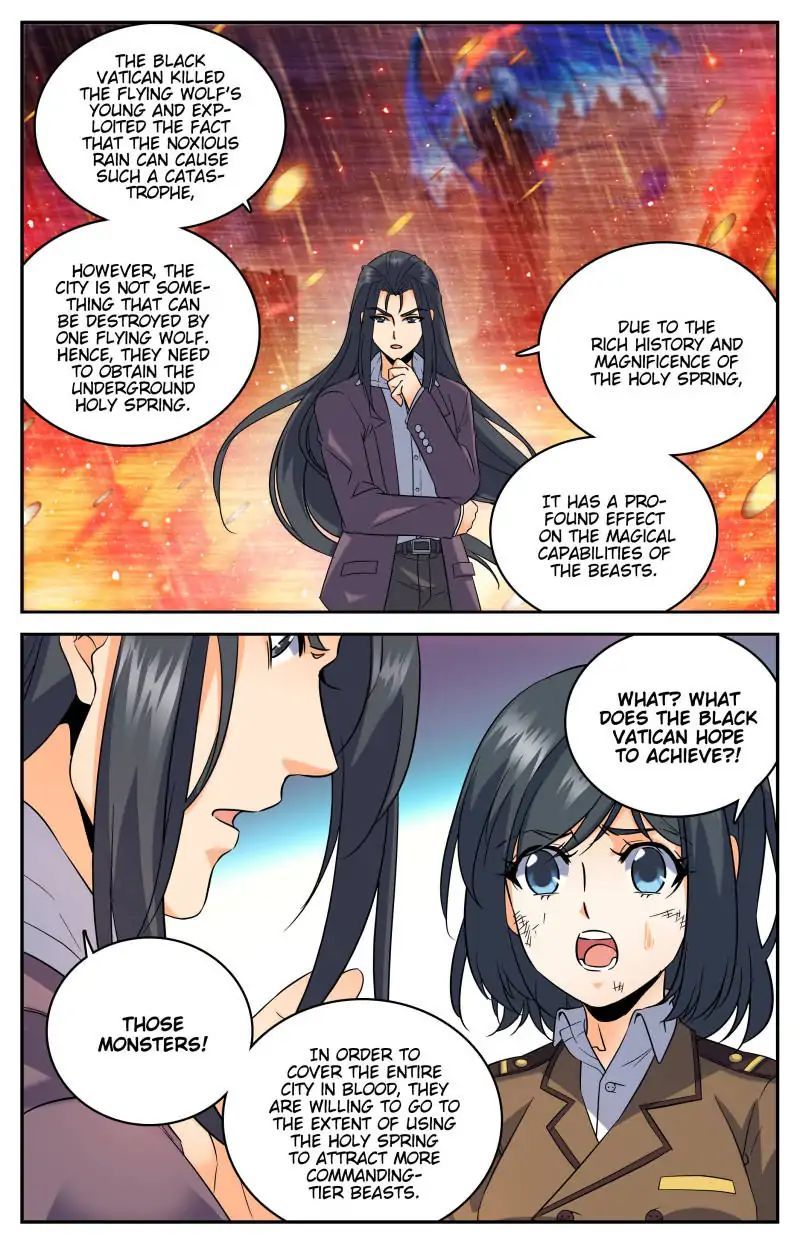 THE BLACK
VATICAN KILLED
THE FLYING WOLF'S
YOUNG AND EXP-
LOITED THE FACT
THAT THE NOXIOUS
RAIN CAN CAUSE
SUCH A CATAS-
TROPHE,
HOWEVER, THE
CITY IS NOT SOME-
THING THAT CAN
BE DESTROYED BY
ONE FLYING WOLF.
HENCE, THEY NEED
TO OBTAIN THE
UNDERGROUND
HOLY SPRING.
DUE TO THE
RICH HISTORY AND
MAGNIFICENCE OF
THE HOLY SPRING,
IT HAS A PRO-
FOUND EFFECT
ON THE MAGICAL
CAPABILITIES OF
THE BEASTS.
WHAT? WHAT
DOES THE BLACK
VATICAN HOPE
TO ACHIEVE?!
THOSE
MONSTERS!
IN ORDER TO
COVER THE ENTIRE
CITY IN BLOOD, THEY
ARE WILLING TO GO TO
THE EXTENT OF USING
THE HOLY SPRING
TO ATTRACT MORE
COMMANDING-
TIER BEASTS.